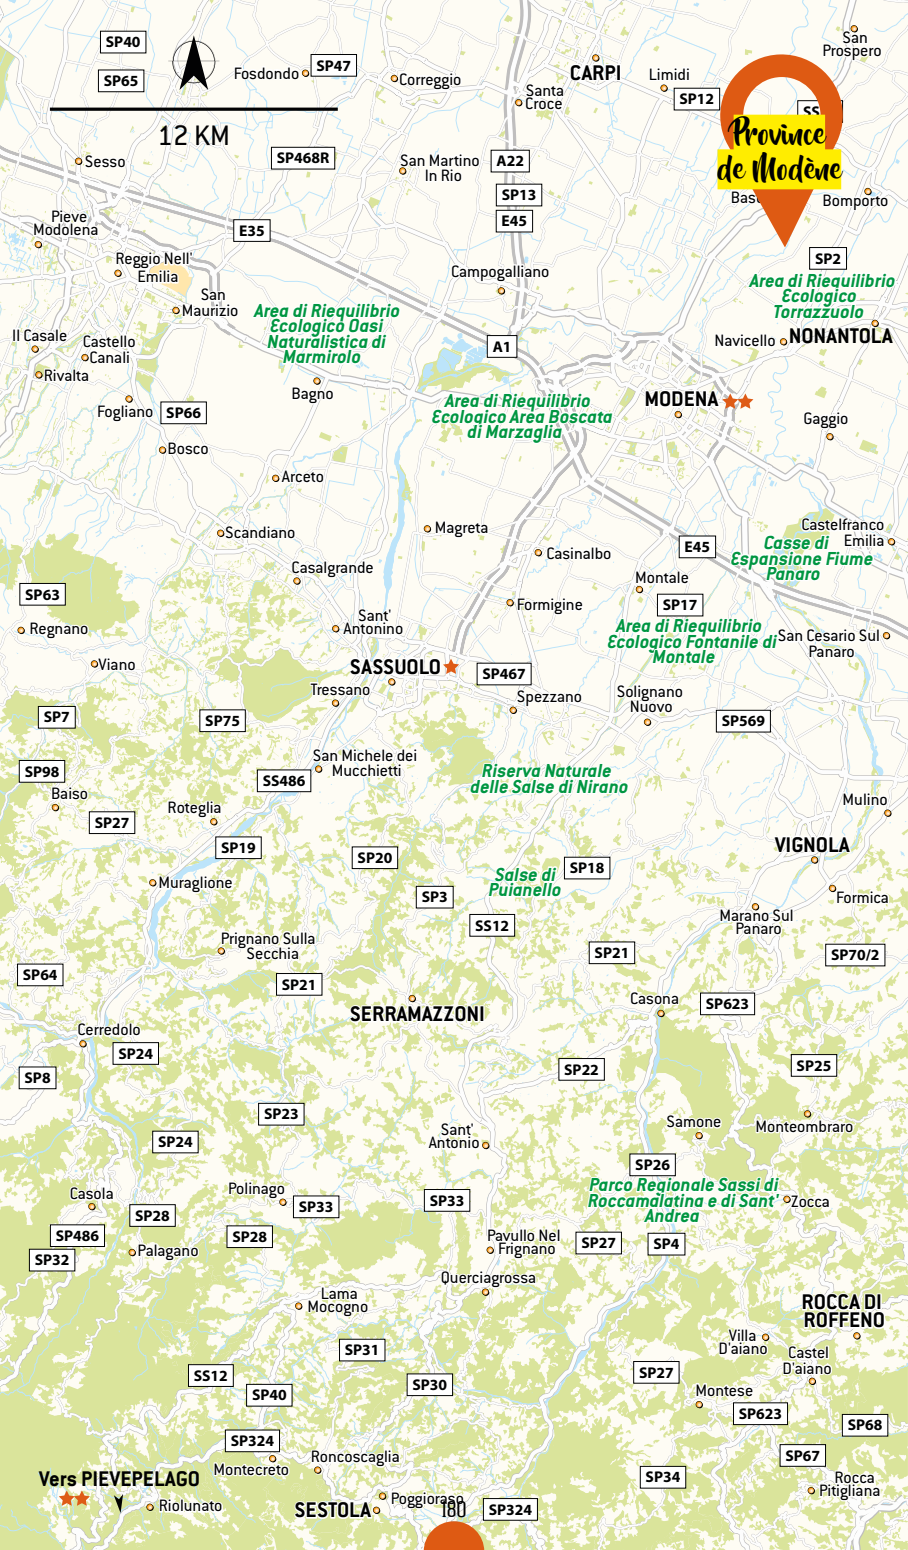 SP40
SP65
Fosdondo
SP47
Correggio
CARPI
Limidi
San
Prospero
Santa
Croce
SP12
12 KM
Province
de Modène
Sesso
SP468R
San Martino
In Rio
A22
SP13
E45
Bomporto
Pieve
Modolena
E35
SP2
Reggio Nell'
Emilia
Campogalliano
Area di Riequilibrio
Ecologico
Torrazzuolo
San
Maurizio
Area di Riequilibrio
Ecologico Oasi
Naturalistica di
Marmirolo
Il Casale
Castello
Canali
A1
Navicello
NONANTOLA
Rivalta
Bagno
MODENA
Fogliano
SP66
Area di Riequilibrio
Ecologico Area Boscata
di Marzaglia
Gaggio
Bosco
Arceto
Scandiano
Magreta
Castelfranco
Emilia
Casinalbo
E45
Casse di
Espansione Fiume
Panaro
Casalgrande
Montale
SP63
Formigine
SP17
Regnano
Sant'
Antonino
Area di Riequilibrio
Ecologico Fontanile di
Montale
San Cesario Sul
Panaro
Viano
SASSUOLO
SP467
Tressano
Spezzano
Solignano
Nuovo
SP7
SP75
SP569
San Michele dei
Mucchietti
SP98
SS486
Riserva Naturale
delle Salse di Nirano
Baiso
Roteglia
Mulino
SP27
SP19
SP20
VIGNOLA
Muraglione
SP3
Salse di
Puianello
SP18
Formica
SS12
Marano Sul
Panaro
Prignano Sulla
Secchia
SP21
SP70/2
SP64
SP21
Casona
SP623
SERRAMAZZONI
Cerredolo
SP24
SP8
SP22
SP25
SP23
Samone
Monteombraro
SP24
Sant'
Antonio
SP26
Casola
Polinago
SP33
SP33
Parco Regionale Sassi di
Roccamalatina e di Sant'
Andrea
Zocca
SP28
SP486
SP28
Pavullo Nel
Frignano
SP27
SP4
SP32
Palagano
Querciagrossa
Lama
Mocogno
ROCCA DI
ROFFENO
Villa
D'aiano
SP31
Castel
D'aiano
SS12
SP40
SP30
SP27
Montese
SP623
SP68
SP324
Roncoscaglia
SP67
Montecreto
Vers PIEVEPELAGO
SP34
Rocca
Pitigliana
Riolunato
SESTOLA
Poggioraso
180
SP324